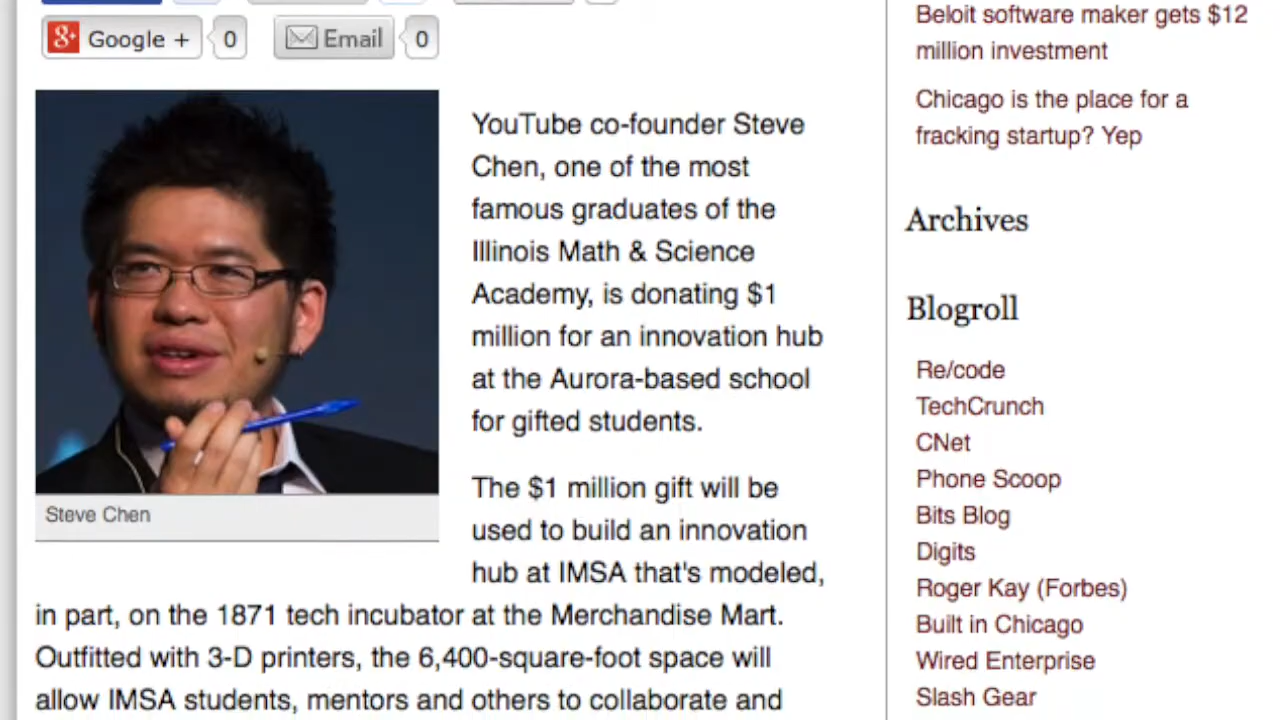 Google +
0
Email
0
YouTube co-founder Steve
Chen, one of the most
famous graduates of the
Illinois Math & Science
Academy, is donating $1
million for an innovation hub
at the Aurora-based school
for gifted students.
Steve Chen
The $1 million gift will be
used to build an innovation
hub at IMSA that's modeled,
in part, on the 1871 tech incubator at the Merchandise Mart.
Outfitted with 3-D printers, the 6,400-square-foot space will
allow IMSA students, mentors and others to collaborate and
Beloit software maker gets $12
million investment
Chicago is the place for a
fracking startup? Yep
Archives
Blogroll
Re/code
TechCrunch
CNet
Phone Scoop
Bits Blog
Digits
Roger Kay (Forbes)
Built in Chicago
Wired Enterprise
Slash Gear